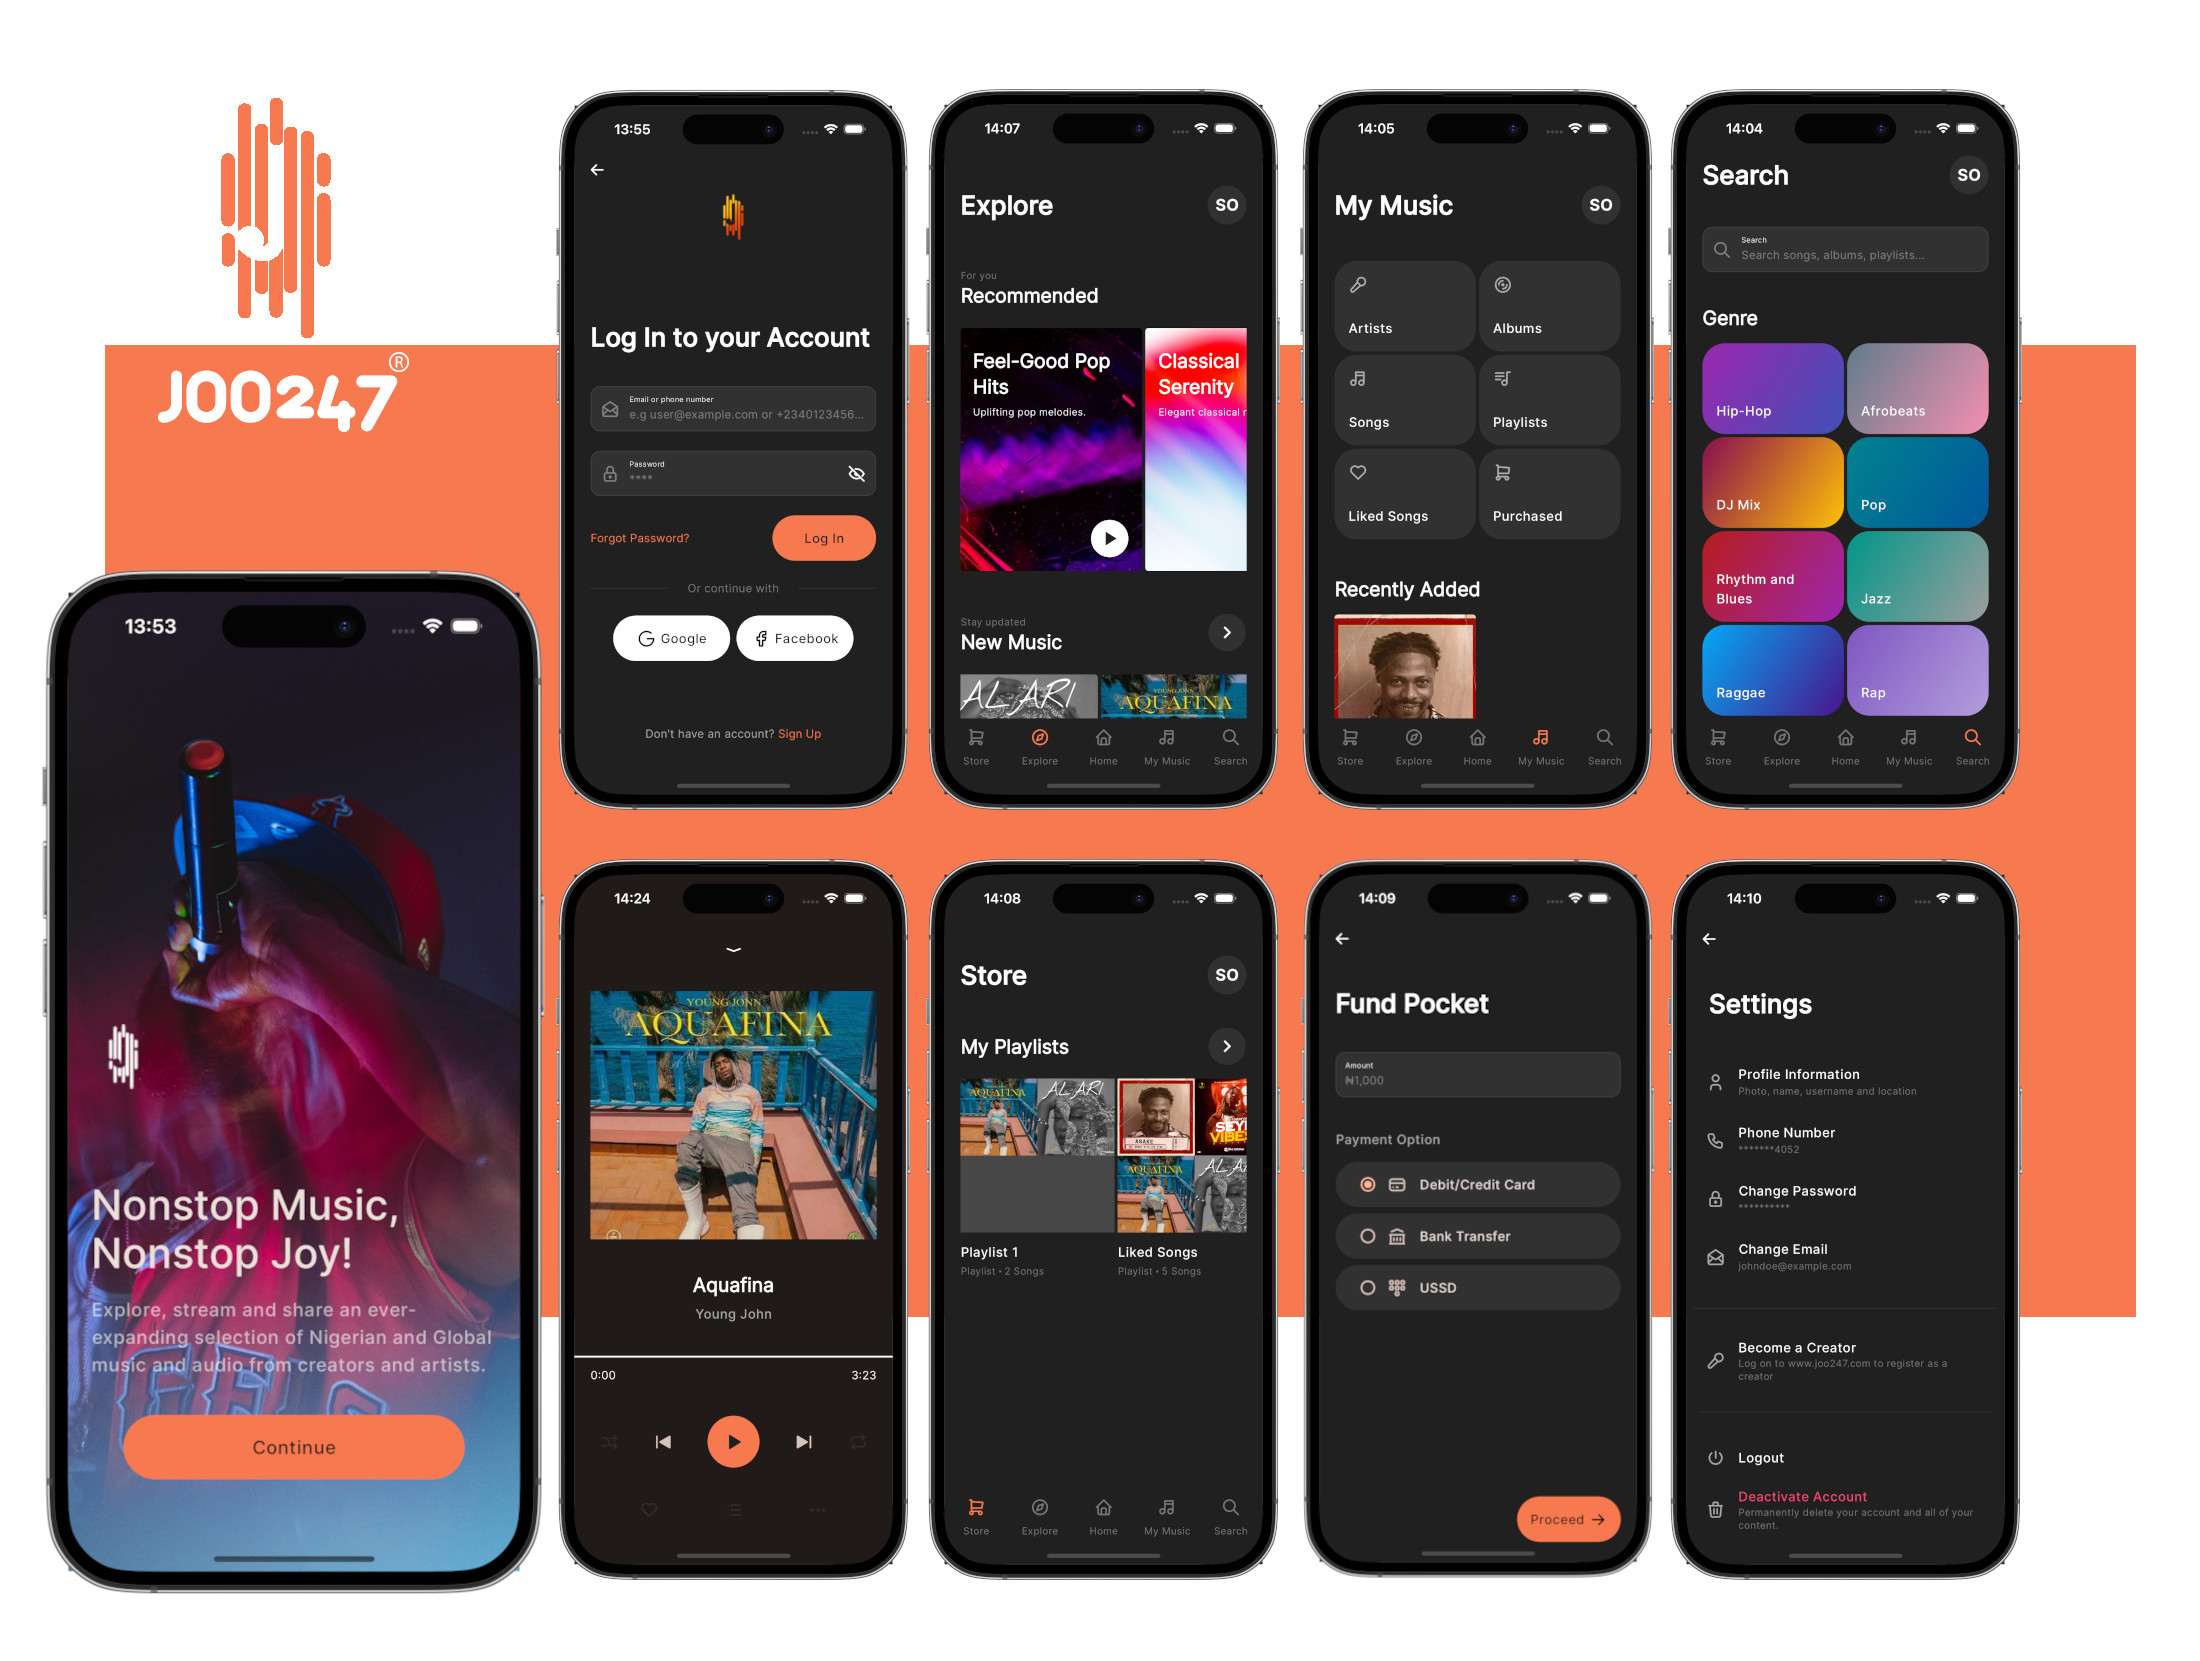 JOO247®
13:53
Nonstop Music,
Nonstop Joy!
Explore, stream and share an ever-
expanding selection of Nigerian and Global
music and audio from creators and artists.
Continue
13:55
Log In to your Account
Email or phone number
e.g user@example.com or +2340123456...
Password
****
Forgot Password?
Log In
Or continue with
Google
Facebook
Don't have an account? Sign Up
14:07
Explore
SO
For you
Recommended
Feel-Good Pop
Hits
Uplifting pop melodies.
Classical
Serenity
Elegant classical
Stay updated
New Music
ALARI
YOUNG JONN
AQUAFINA
Store
Explore
Home
My Music
Search
14:05
My Music
SO
Artists
Albums
Songs
Playlists
Liked Songs
Purchased
Recently Added
Store
Explore
Home
My Music
Search
14:04
Search
SO
Search
Search songs, albums, playlists...
Genre
Hip-Hop
Afrobeats
DJ Mix
Pop
Rhythm and
Blues
Jazz
Raggae
Rap
Store
Explore
Home
My Music
Search
14:24
YOUNG JONN
AQUAFINA
Aquafina
Young John
0:00
3:23
14:08
Store
SO
My Playlists
AQUAFINA
ALARI
ASAKE
SEYI
VIBE
AQUAFINA
ALA
Playlist 1
Playlist • 2 Songs
Liked Songs
Playlist • 5 Songs
Store
Explore
Home
My Music
Search
14:09
Fund Pocket
Amount
₦1,000
Payment Option
Debit/Credit Card
Bank Transfer
USSD
Proceed →
14:10
Settings
Profile Information
Photo, name, username and location
Phone Number
*******4052
Change Password
**********
Change Email
johndoe@example.com
Become a Creator
Log on to www.joo247.com to register as a
creator
Logout
Deactivate Account
Permanently delete your account and all of your
content.